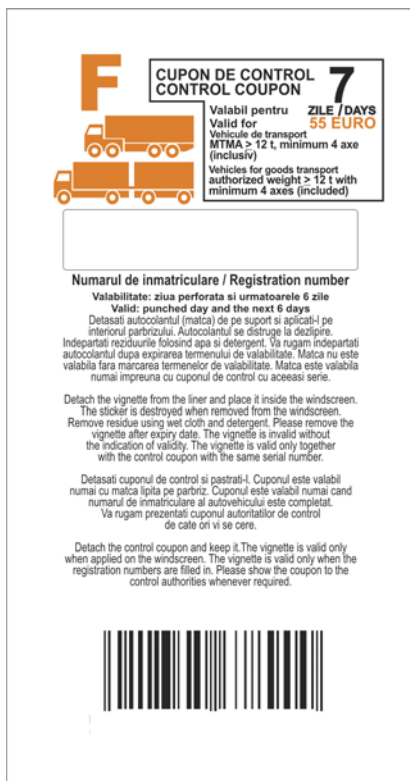 F
CUPON DE CONTROL
CONTROL COUPON
7
ZILE / DAYS
55 EURO
Valabil pentru
Valid for
Vehicule de transport
MTMA ≥ 12 t, minimum 4 axe
(inclusiv)
Vehicles for goods transport
authorized weight ≥ 12 t with
minimum 4 axes (included)
Numarul de inmatriculare / Registration number
Valabilitate: ziua perforata si urmatoarele 6 zile
Valid: punched day and the next 6 days
Detasati autocolantul (matca) de pe suport si aplicati-l pe
interiorul parbrizului. Autocolantul se distruge la dezlipire.
Indepartati reziduurile folosind apa si detergent. Va rugam indepartati
autocolantul dupa expirarea termenului de valabilitate. Matca nu este
valabila fara marcarea termenelor de valabilitate. Matca este valabila
numai impreuna cu cuponul de control cu aceeasi serie.
Detach the vignette from the liner and place it inside the windscreen.
The sticker is destroyed when removed from the windscreen.
Remove residue using wet cloth and detergent. Please remove the
vignette after expiry date. The vignette is invalid without
the indication of validity. The vignette is valid only together
with the control coupon with the same serial number.
Detasati cuponul de control si pastrati-l. Cuponul este valabil
numai cu matca lipita pe parbriz. Cuponul este valabil numai cand
numarul de inmatriculare al autovehicului este completat.
Va rugam prezentati cuponul autoritatilor de control
de cate ori vi se cere.
Detach the control coupon and keep it.The vignette is valid only
when applied on the windscreen. The vignette is valid only when the
registration numbers are filled in. Please show the coupon to the
control authorities whenever required.